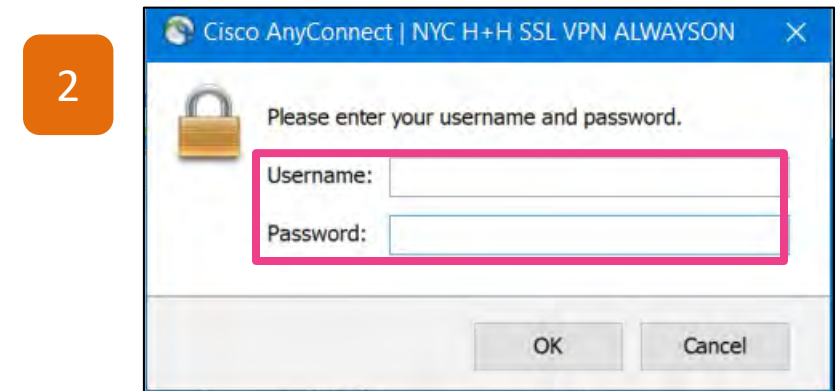 2
Cisco AnyConnect | NYC H+H SSL VPN ALWAYSON
Please enter your username and password.
Username:
Password:
OK Cancel